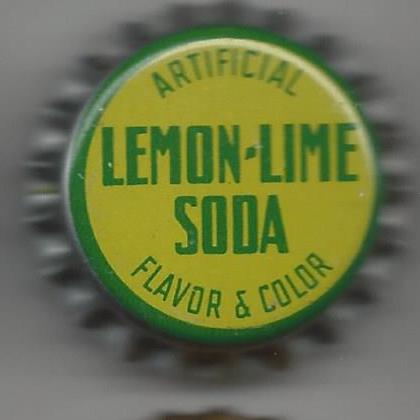 ARTIFICIAL
LEMON-LIME
SODA
FLAVOR & COLOR